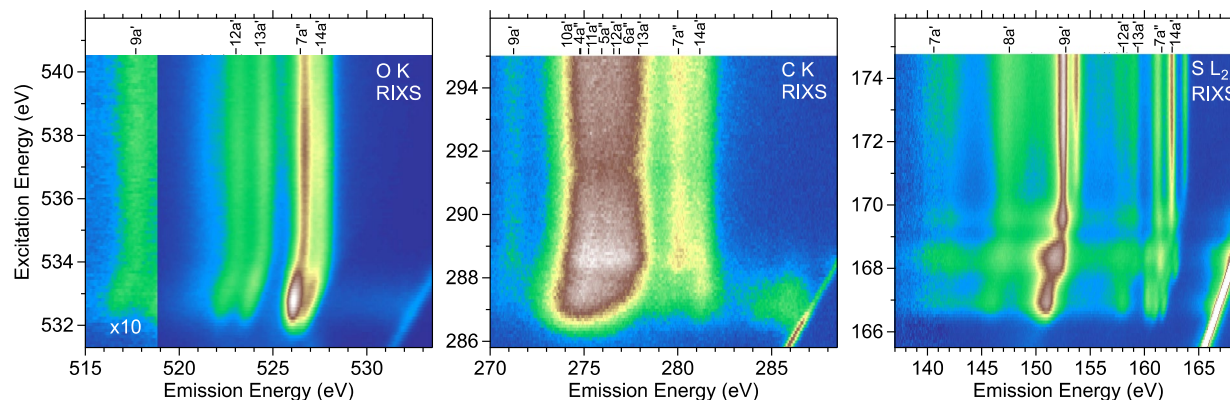 9a' 12a' 13a' 7a" 14a'
O K
RIXS
x10
540
538
536
534
532
Excitation Energy (eV)
515 520 525 530
Emission Energy (eV)
9a' 10a' 4a" 11a' 5a" 12a' 6a" 13a' 7a" 14a'
C K
RIXS
294
292
290
288
286
270 275 280 285
Emission Energy (eV)
7a' 8a' 9a' 12a' 13a' 7a" 14a'
S L2
RIXS
174
172
170
168
166
140 145 150 155 160 165
Emission Energy (eV)